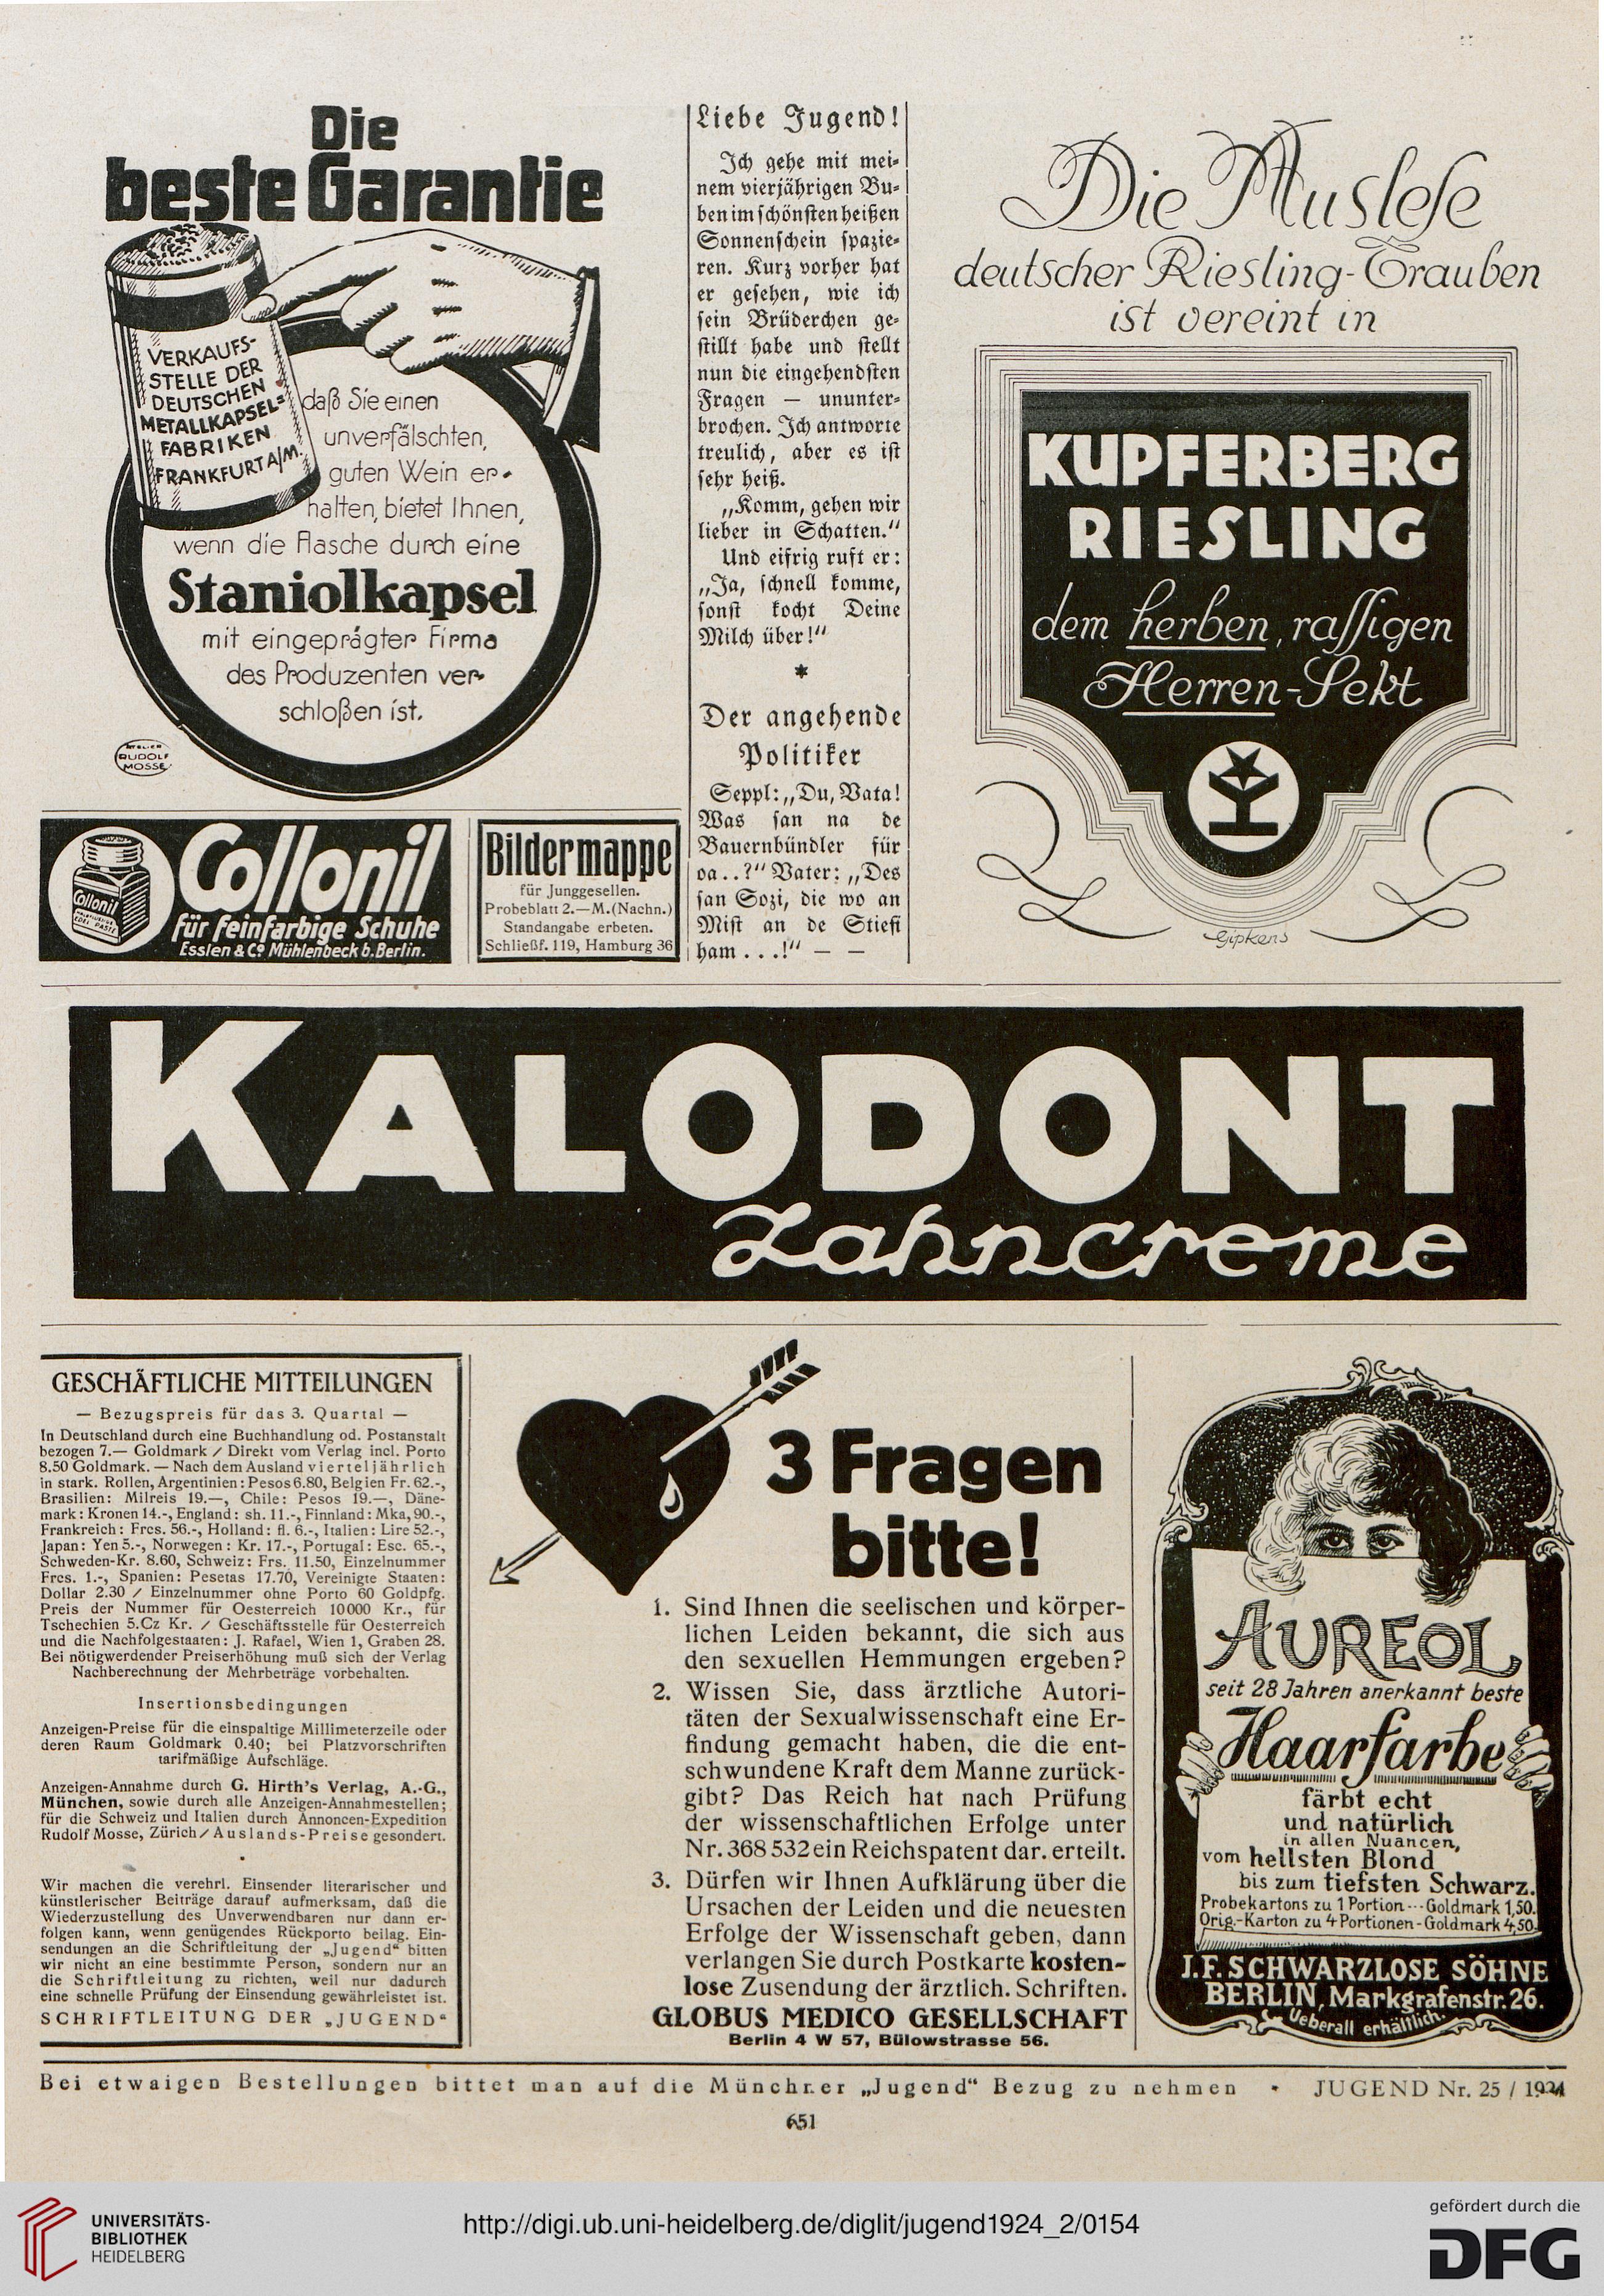 Die
beste Garantie
VERKAUFS-
STELLE DER
DEUTSCHEN
METALLKAPSEL-
FABRIKEN
FRANKFURT A/M.
daß Sie einen
unverfälschten,
guten Wein er-
halten, bietet Ihnen,
wenn die Flasche durch eine
Staniolkapsel
mit eingeprägter Firma
des Produzenten ver-
schloßen ist.
ATELIER
RUDOLF
MOSSE
Collonil
Collonil
für feinfarbige Schuhe
Esslen & Co Mühlenbeck b. Berlin.
Bildermappe
für Junggesellen.
Probeblatt 2.—M.(Nachn.)
Standangabe erbeten.
Schließf. 119, Hamburg 36
Liebe Jugend!
Ich gehe mit mei-
nem vierjährigen Bu-
ben im schönsten heißen
Sonnenschein spazie-
ren. Kurz vorher hat
er gesehen, wie ich
sein Brüderchen ge-
stillt habe und stellt
nun die eingehendsten
Fragen — ununter-
brochen. Ich antworte
treulich, aber es ist
sehr heiß.
„Komm, gehen wir
lieber in Schatten."
Und eifrig ruft er:
„Ja, schnell komme,
sonst kocht Deine
Milch über!"
*
Der angehende
Politiker
Seppl: „Du, Vata!
Was san na de
Bauernbündler für
oa..?" Vater: „Des
san Sozi, die wo an
Mist an de Stiefi
ham . . .!" — —
Die Auslese
deutscher Riesling-Trauben
ist vereint in
KUPFERBERG
RIESLING
dem herben, rassigen
Herren-Sekt
Gipkens
KALODONT
Zahncreme
GESCHÄFTLICHE MITTEILUNGEN
— Bezugspreis für das 3. Quartal —
In Deutschland durch eine Buchhandlung od. Postanstalt
bezogen 7.— Goldmark / Direkt vom Verlag incl. Porto
8.50 Goldmark. — Nach dem Ausland vierteljährlich
in stark. Rollen, Argentinien: Pesos 6.80, Belgien Fr. 62.-,
Brasilien: Milreis 19.—, Chile: Pesos 19.—, Däne-
mark: Kronen 14.-, England: sh. 11.-, Finnland: Mka, 90.-,
Frankreich: Frcs. 56.-, Holland: fl. 6.-, Italien: Lire 52.-,
Japan: Yen 5.-, Norwegen: Kr. 17.-, Portugal: Esc. 65.-,
Schweden-Kr. 8.60, Schweiz: Frs. 11.50, Einzelnummer
Frcs. 1.-, Spanien: Pesetas 17.70, Vereinigte Staaten:
Dollar 2.30 / Einzelnummer ohne Porto 60 Goldpfg.
Preis der Nummer für Oesterreich 10000 Kr., für
Tschechien 5.Cz Kr. / Geschäftsstelle für Oesterreich
und die Nachfolgestaaten: J. Rafael, Wien 1, Graben 28.
Bei nötigwerdender Preiserhöhung muß sich der Verlag
Nachberechnung der Mehrbeträge vorbehalten.
Insertionsbedingungen
Anzeigen-Preise für die einspaltige Millimeterzeile oder
deren Raum Goldmark 0.40; bei Platzvorschriften
tarifmäßige Aufschläge.
Anzeigen-Annahme durch G. Hirth's Verlag, A.-G.,
München, sowie durch alle Anzeigen-Annahmestellen;
für die Schweiz und Italien durch Annoncen-Expedition
Rudolf Mosse, Zürich / Auslands-Preise gesondert.
Wir machen die verehrl. Einsender literarischer und
künstlerischer Beiträge darauf aufmerksam, daß die
Wiederzustellung des Unverwendbaren nur dann er-
folgen kann, wenn genügendes Rückporto beilag. Ein-
sendungen an die Schriftleitung der „Jugend" bitten
wir nicht an eine bestimmte Person, sondern nur an
die Schriftleitung zu richten, weil nur dadurch
eine schnelle Prüfung der Einsendung gewährleistet ist.
SCHRIFTLEITUNG DER „JUGEND"
3 Fragen
bitte!
1. Sind Ihnen die seelischen und körper-
lichen Leiden bekannt, die sich aus
den sexuellen Hemmungen ergeben?
2. Wissen Sie, dass ärztliche Autori-
täten der Sexualwissenschaft eine Er-
findung gemacht haben, die die ent-
schwundene Kraft dem Manne zurück-
gibt? Das Reich hat nach Prüfung
der wissenschaftlichen Erfolge unter
Nr. 368 532 ein Reichspatent dar. erteilt.
3. Dürfen wir Ihnen Aufklärung über die
Ursachen der Leiden und die neuesten
Erfolge der Wissenschaft geben, dann
verlangen Sie durch Postkarte kosten-
lose Zusendung der ärztlich. Schriften.
GLOBUS MEDICO GESELLSCHAFT
Berlin 4 W 57, Bülowstrasse 56.
AUREOL
seit 28 Jahren anerkannt beste
Haarfarbe
färbt echt
und natürlich
in allen Nuancen,
vom hellsten Blond
bis zum tiefsten Schwarz.
Probekartons zu 1 Portion --- Goldmark 1,50.
Orig.-Karton zu 4 Portionen - Goldmark 4,50.
J.F. SCHWARZLOSE SÖHNE
BERLIN, Markgrafenstr. 26.
Ueberall erhältlich.
Bei etwaigen Bestellungen bittet man auf die Münchner „Jugend" Bezug zu nehmen • JUGEND Nr. 25 / 1924
651
UNIVERSITÄTS-
BIBLIOTHEK
HEIDELBERG
http://digi.ub.uni-heidelberg.de/diglit/jugend1924_2/0154
gefördert durch die
DFG